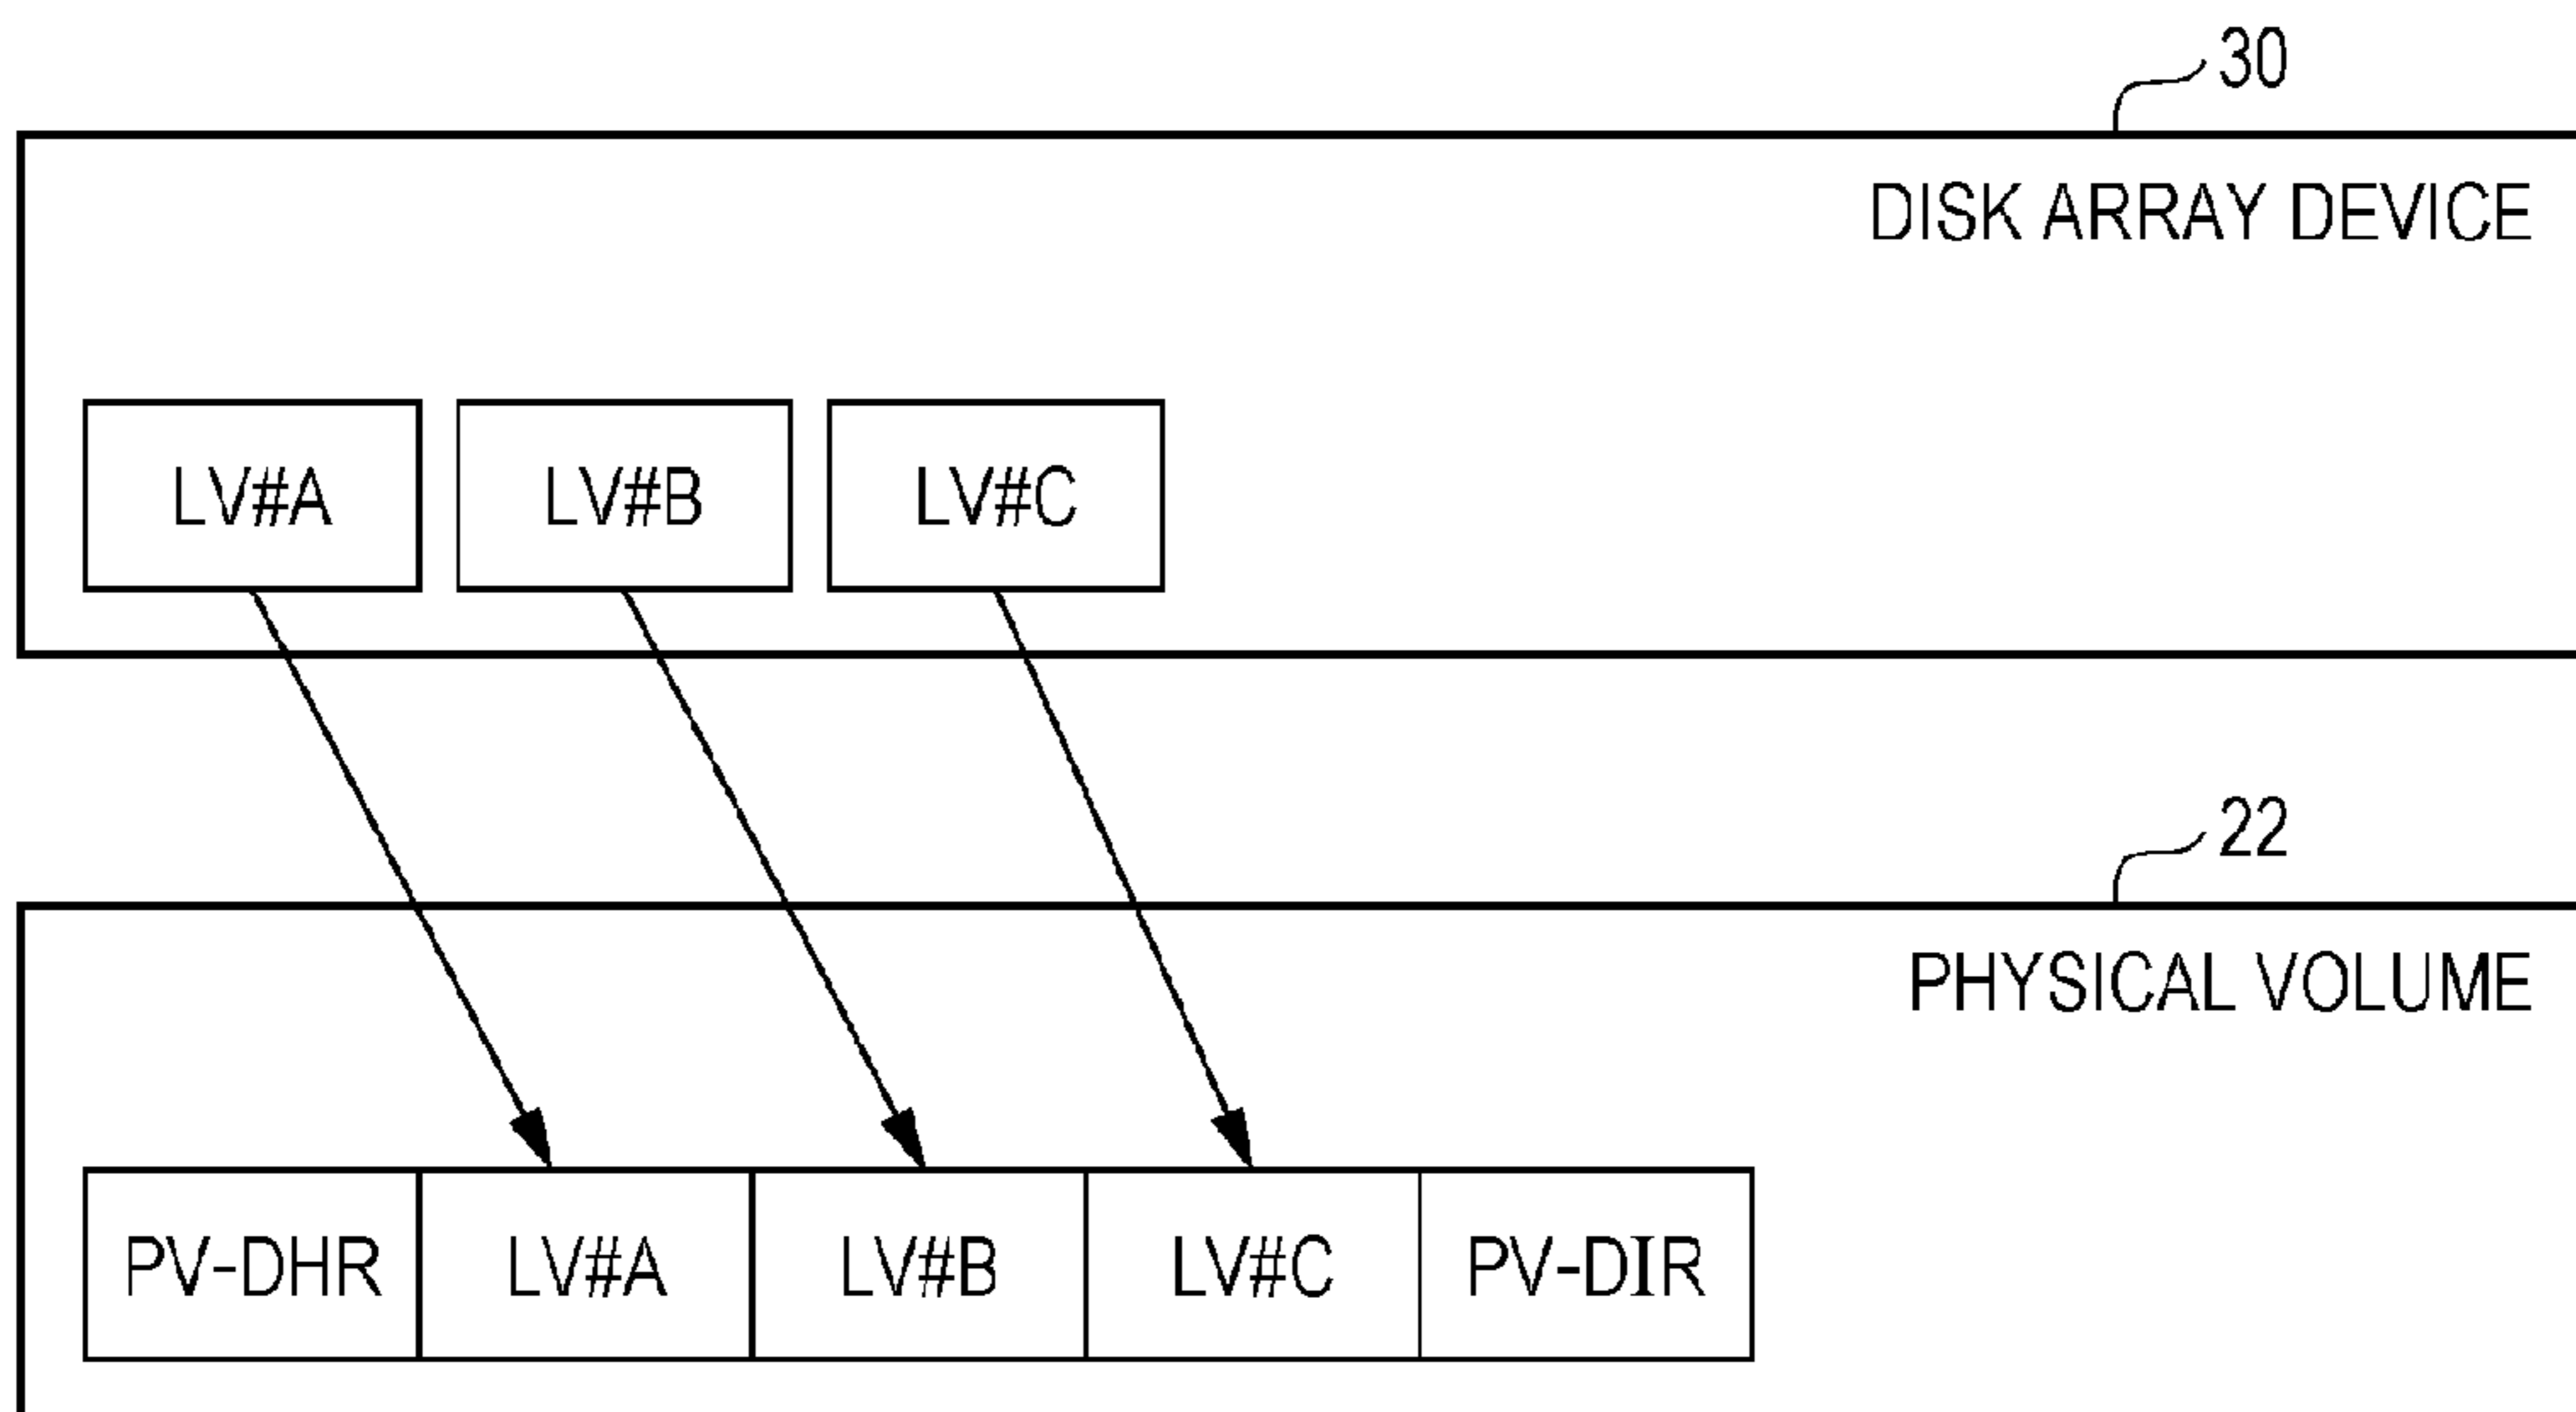 30
DISK ARRAY DEVICE
LV#A LV#B LV#C
22
PHYSICAL VOLUME
PV-DHR LV#A LV#B LV#C PV-DIR